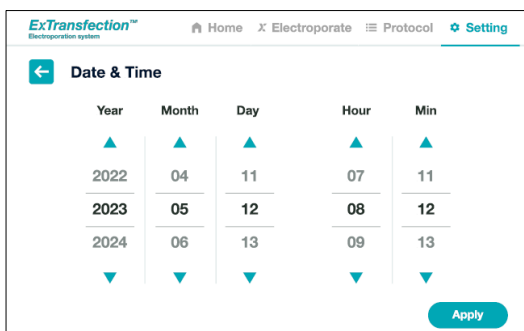 ExTransfection™ Home X Electroporate Protocol Setting
Electroporation system
Date & Time
Year Month Day Hour Min
2022 04 11 07 11
2023 05 12 08 12
2024 06 13 09 13
Apply